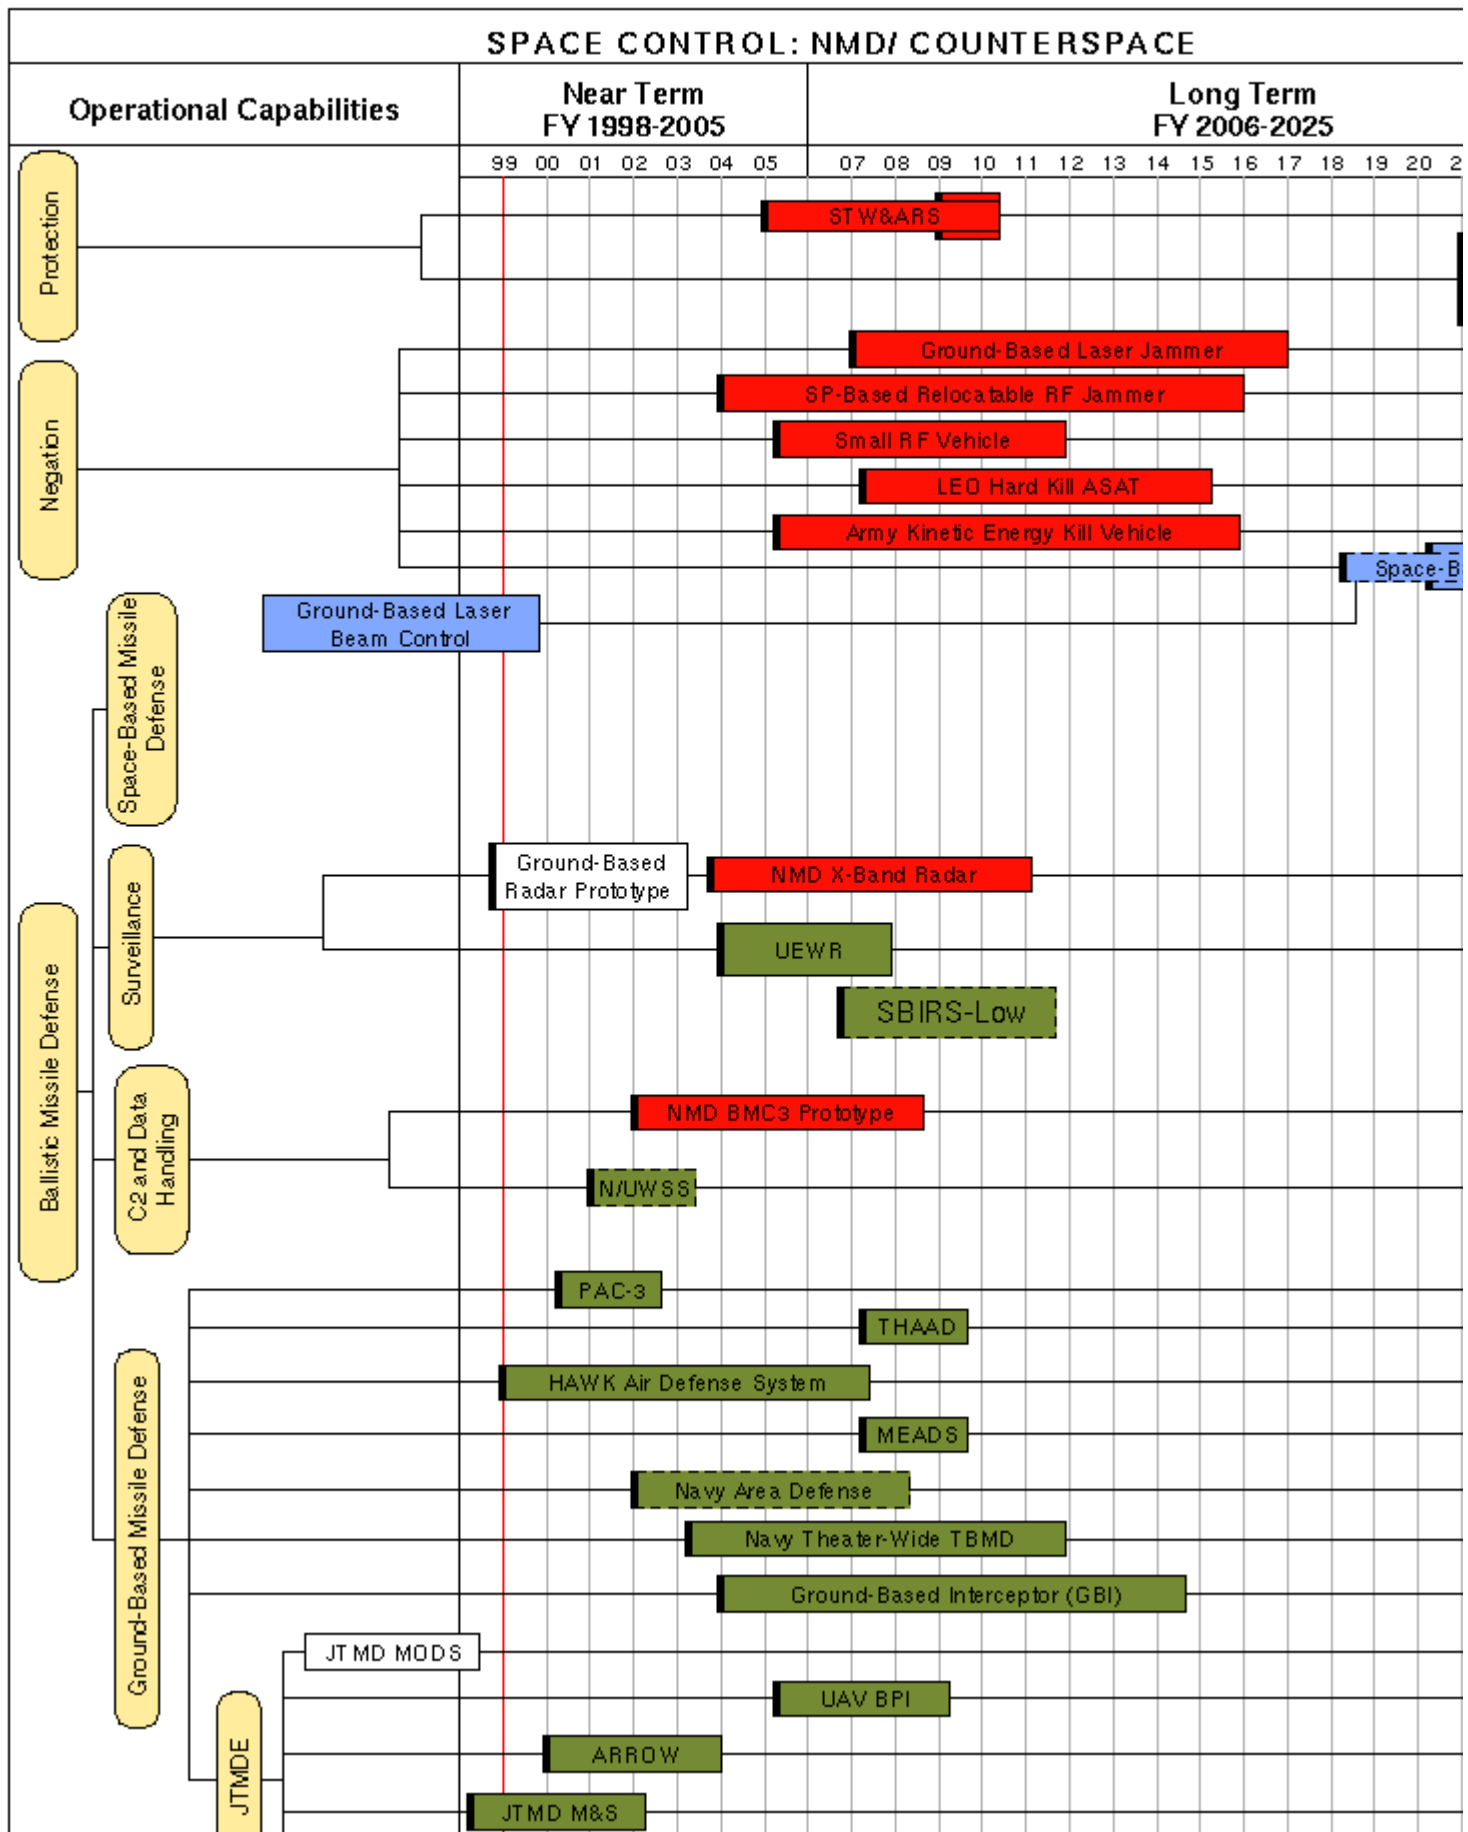 SPACE CONTROL: NMD/ COUNTERSPACE
Operational Capabilities
Near Term
FY 1998-2005
Long Term
FY 2006-2025
99 00 01 02 03 04 05 07 08 09 10 11 12 13 14 15 16 17 18 19 20 2
Protection
STW&ARS
Negation
Ground-Based Laser Jammer
SP-Based Relocatable RF Jammer
Small RF Vehicle
LEO Hard Kill ASAT
Army Kinetic Energy Kill Vehicle
Space-B
Ground-Based Laser
Beam Control
Space-Based Missile
Defense
Ballistic Missile Defense
Surveillance
Ground-Based
Radar Prototype
NMD X-Band Radar
UEWR
SBIRS-Low
C2 and Data
Handling
NMD BMC3 Prototype
N/UWSS
Ground-Based Missile Defense
PAC-3
THAAD
HAWK Air Defense System
MEADS
Navy Area Defense
Navy Theater-Wide TBMD
Ground-Based Interceptor (GBI)
JTMDE
JTMD MODS
UAV BPI
ARROW
JTMD M&S